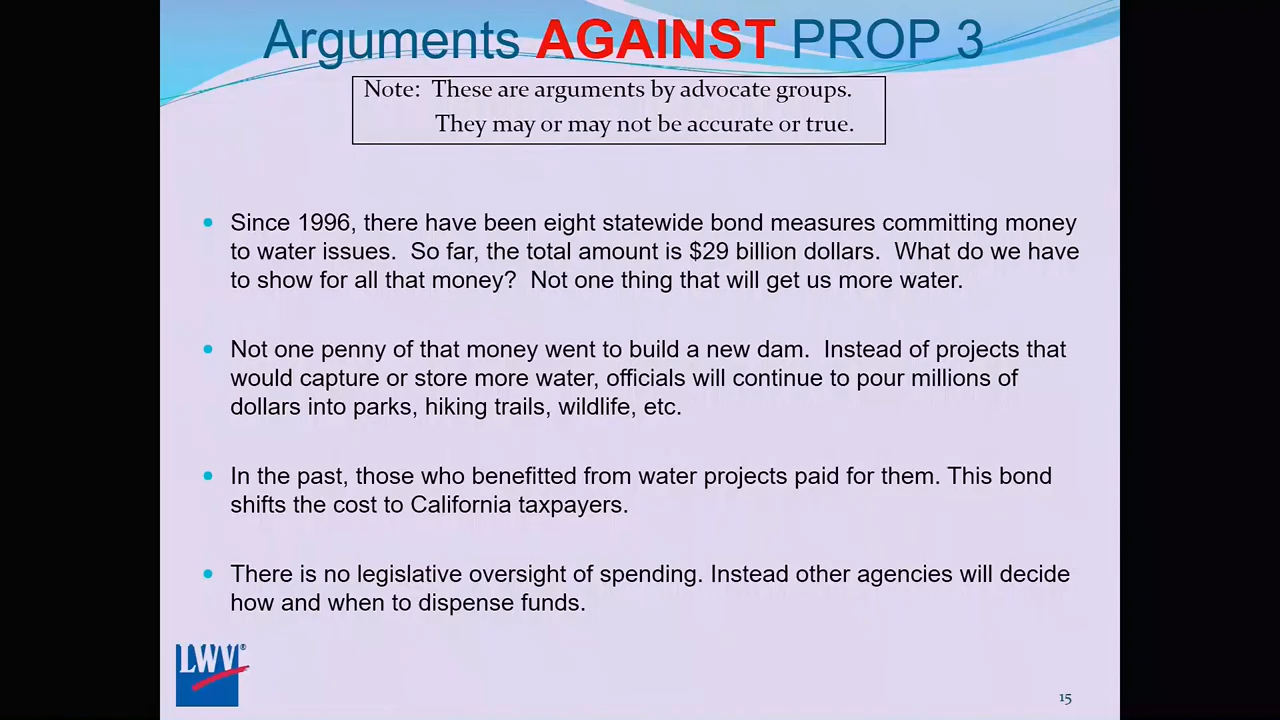 Arguments AGAINST PROP 3
Note: These are arguments by advocate groups.
They may or may not be accurate or true.
• Since 1996, there have been eight statewide bond measures committing money
to water issues. So far, the total amount is $29 billion dollars. What do we have
to show for all that money? Not one thing that will get us more water.
• Not one penny of that money went to build a new dam. Instead of projects that
would capture or store more water, officials will continue to pour millions of
dollars into parks, hiking trails, wildlife, etc.
• In the past, those who benefitted from water projects paid for them. This bond
shifts the cost to California taxpayers.
• There is no legislative oversight of spending. Instead other agencies will decide
how and when to dispense funds.
LWV®
15